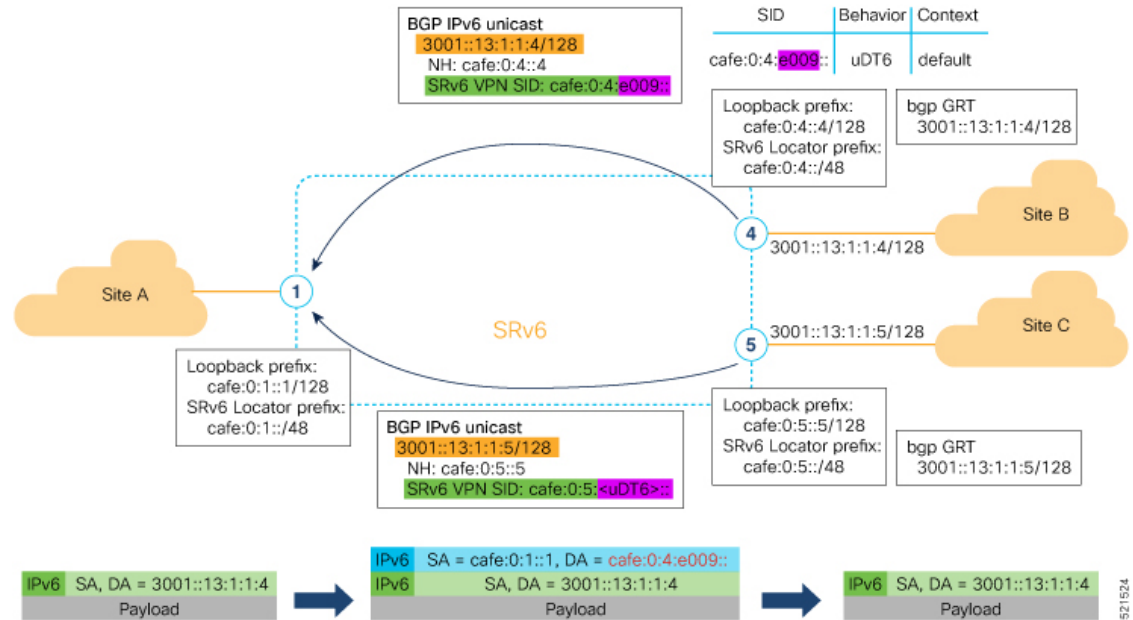 BGP IPv6 unicast
3001::13:1:1:4/128
NH: cafe:0:4::4
SRv6 VPN SID: cafe:0:4:e009::
SID Behavior Context
cafe:0:4:e009:: uDT6 default
Loopback prefix:
cafe:0:4::4/128
SRv6 Locator prefix:
cafe:0:4::/48
bgp GRT
3001::13:1:1:4/128
Site B
4
3001::13:1:1:4/128
Site A
1
SRv6
5
3001::13:1:1:5/128
Site C
Loopback prefix:
cafe:0:1::1/128
SRv6 Locator prefix:
cafe:0:1::/48
BGP IPv6 unicast
3001::13:1:1:5/128
NH: cafe:0:5::5
SRv6 VPN SID: cafe:0:5:<uDT6>::
Loopback prefix:
cafe:0:5::5/128
SRv6 Locator prefix:
cafe:0:5::/48
bgp GRT
3001::13:1:1:5/128
IPv6 SA, DA = 3001::13:1:1:4
Payload
IPv6 SA = cafe:0:1::1, DA = cafe:0:4:e009::
IPv6 SA, DA = 3001::13:1:1:4
Payload
IPv6 SA, DA = 3001::13:1:1:4
Payload
521524